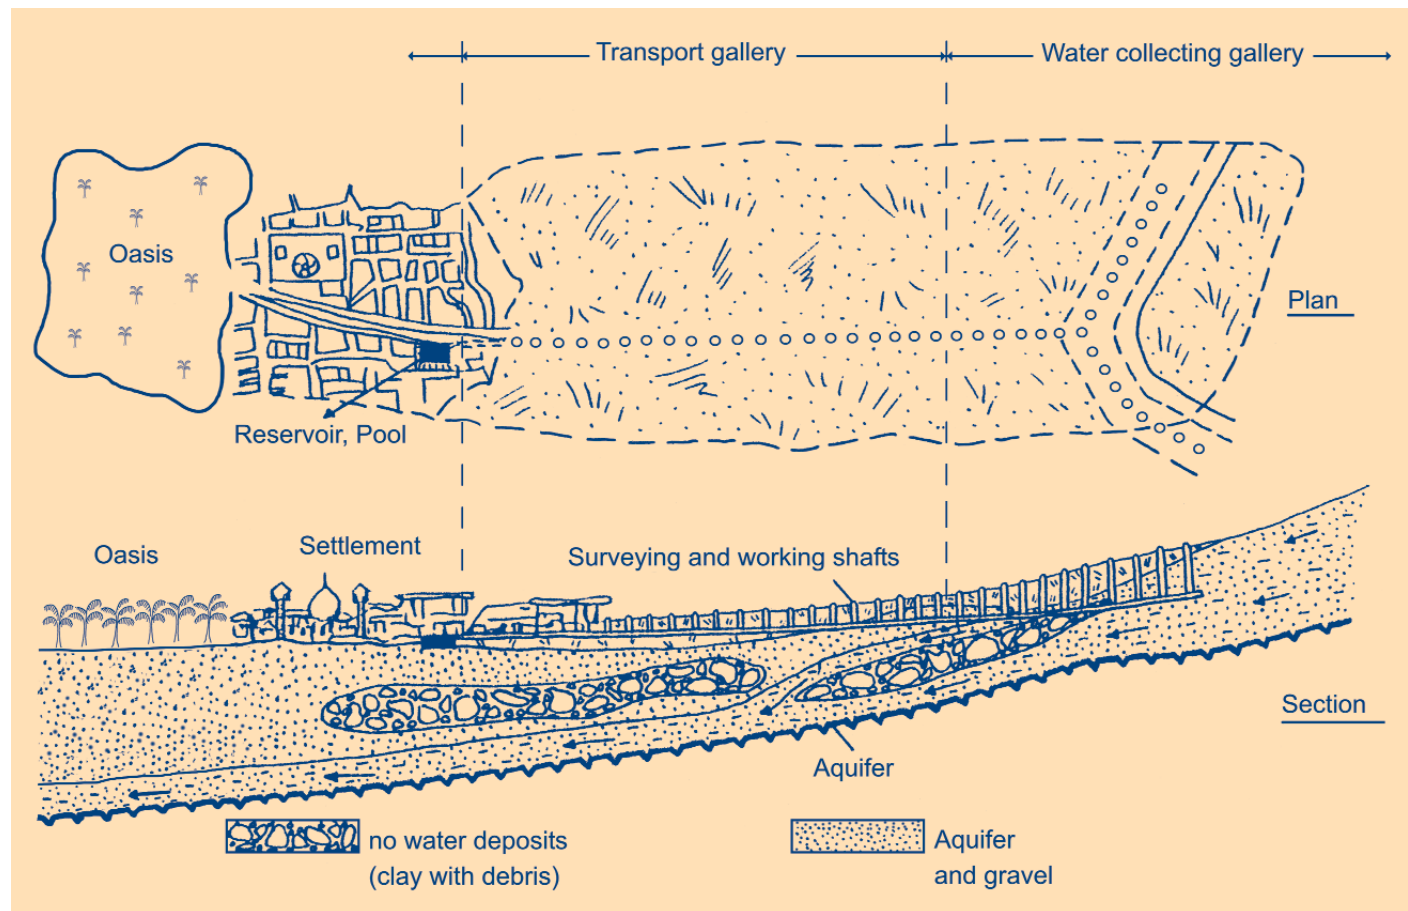 Transport gallery
Water collecting gallery
Oasis
Plan
Reservoir, Pool
Oasis
Settlement
Surveying and working shafts
Section
Aquifer
no water deposits
(clay with debris)
Aquifer
and gravel